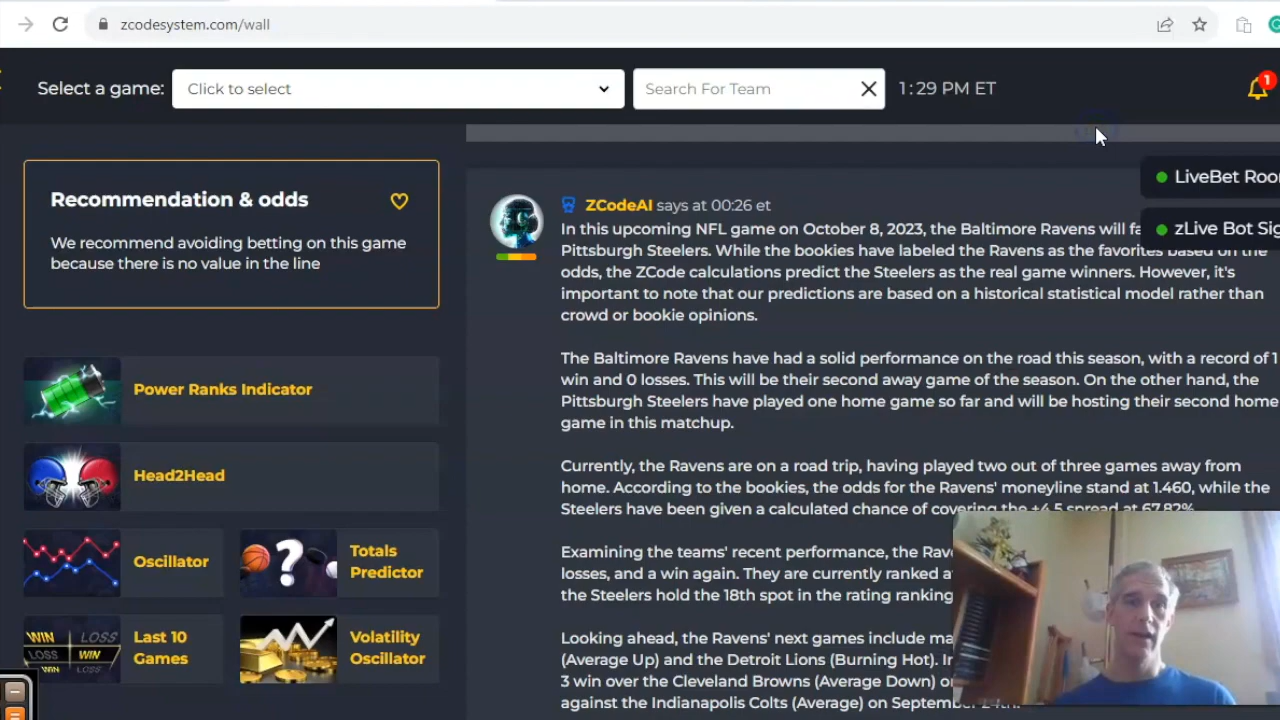 zcodesystem.com/wall
Select a game:
Click to select
Search For Team
1:29 PM ET
1
Recommendation & odds
We recommend avoiding betting on this game
because there is no value in the line
Power Ranks Indicator
Head2Head
Oscillator
Totals
Predictor
WIN LOSS
LOSS WIN
WIN LOSS
Last 10
Games
Volatility
Oscillator
LiveBet Roo
zLive Bot Sig
ZCodeAI says at 00:26 et
In this upcoming NFL game on October 8, 2023, the Baltimore Ravens will fa
Pittsburgh Steelers. While the bookies have labeled the Ravens as the favorites based on the
odds, the ZCode calculations predict the Steelers as the real game winners. However, it's
important to note that our predictions are based on a historical statistical model rather than
crowd or bookie opinions.
The Baltimore Ravens have had a solid performance on the road this season, with a record of 1
win and 0 losses. This will be their second away game of the season. On the other hand, the
Pittsburgh Steelers have played one home game so far and will be hosting their second home
game in this matchup.
Currently, the Ravens are on a road trip, having played two out of three games away from
home. According to the bookies, the odds for the Ravens' moneyline stand at 1.460, while the
Steelers have been given a calculated chance of covering the +4.5 spread at 67.82%.
Examining the teams' recent performance, the Rav
losses, and a win again. They are currently ranked a
the Steelers hold the 18th spot in the rating ranking
Looking ahead, the Ravens' next games include ma
(Average Up) and the Detroit Lions (Burning Hot). I
3 win over the Cleveland Browns (Average Down) o
against the Indianapolis Colts (Average) on September 24th.